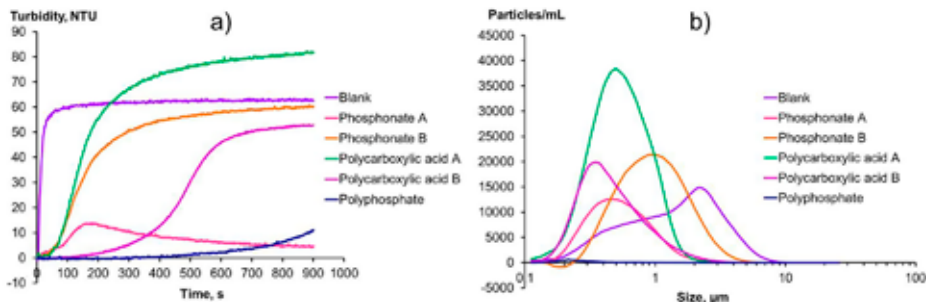 Turbidity, NTU
a)
90
80
70
60
50
40
30
20
10
0
-10
0
100
200
300
400
500
600
700
800
900
1000
Time, s
Blank
Phosphonate A
Phosphonate B
Polycarboxylic acid A
Polycarboxylic acid B
Polyphosphate
Particles/mL
b)
45000
40000
35000
30000
25000
20000
15000
10000
5000
0
-5000
0,1
1
10
100
Size, μm
Blank
Phosphonate A
Phosphonate B
Polycarboxylic acid A
Polycarboxylic acid B
Polyphosphate